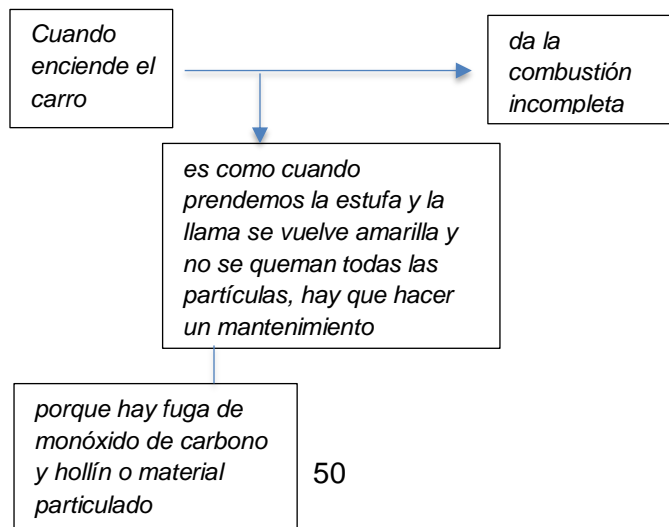 Cuando
enciende el
carro
da la
combustión
incompleta
es como cuando
prendemos la estufa y la
llama se vuelve amarilla y
no se queman todas las
partículas, hay que hacer
un mantenimiento
porque hay fuga de
monóxido de carbono
y hollín o material
particulado
50